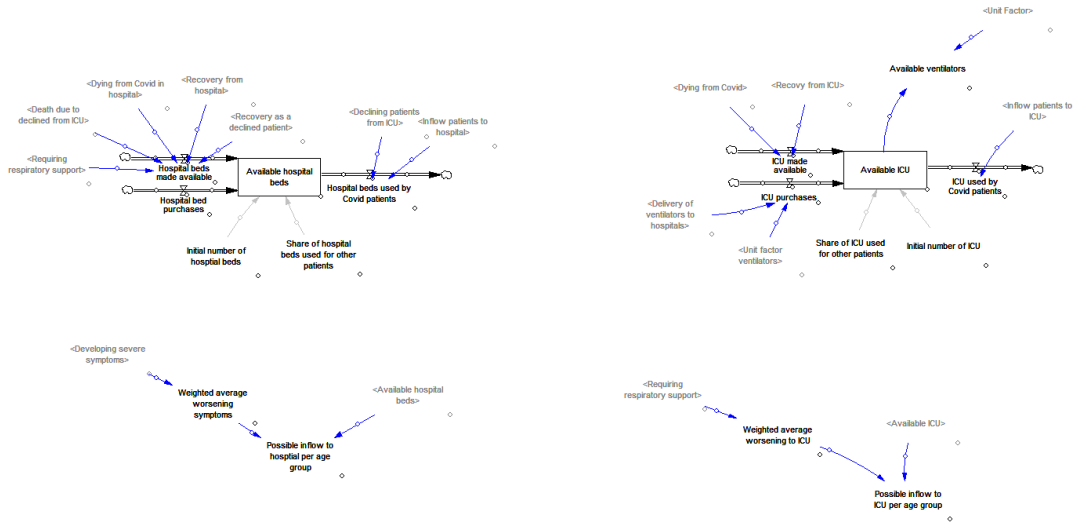 <Unit Factor>
Available ventilators
<Dying from Covid in
hospital>
<Recovery from
hospital>
<Death due to
declined from ICU>
<Recovery as a
declined patient>
<Declining patients
from ICU>
<Inflow patients to
hospital>
<Requiring
respiratory support>
Hospital beds
made available
Available hospital
beds
Hospital beds used by
Covid patients
Hospital bed
purchases
Initial number of
hosptial beds
Share of hospital
beds used for other
patients
<Dying from Covid>
<Recovy from ICU>
<Inflow patients to
ICU>
ICU made
available
Available ICU
ICU used by
Covid patients
ICU purchases
<Delivery of
ventilators to
hospitals>
<Unit factor
ventilators>
Share of ICU used
for other patients
Initial number of ICU
<Developing severe
symptoms>
Weighted average
worsening
symptoms
<Available hospital
beds>
Possible inflow to
hosptial per age
group
<Requiring
respiratory support>
Weighted average
worsening to ICU
<Available ICU>
Possible inflow to
ICU per age group